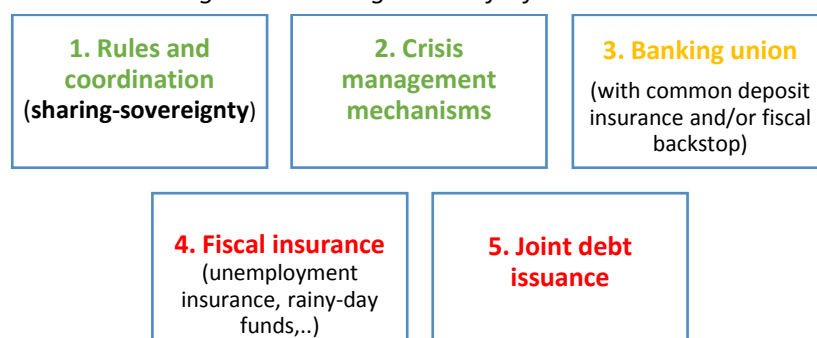 1. Rules and
coordination
(sharing-sovereignty)
2. Crisis
management
mechanisms
3. Banking union
(with common deposit
insurance and/or fiscal
backstop)
4. Fiscal insurance
(unemployment
insurance, rainy-day
funds,..)
5. Joint debt
issuance